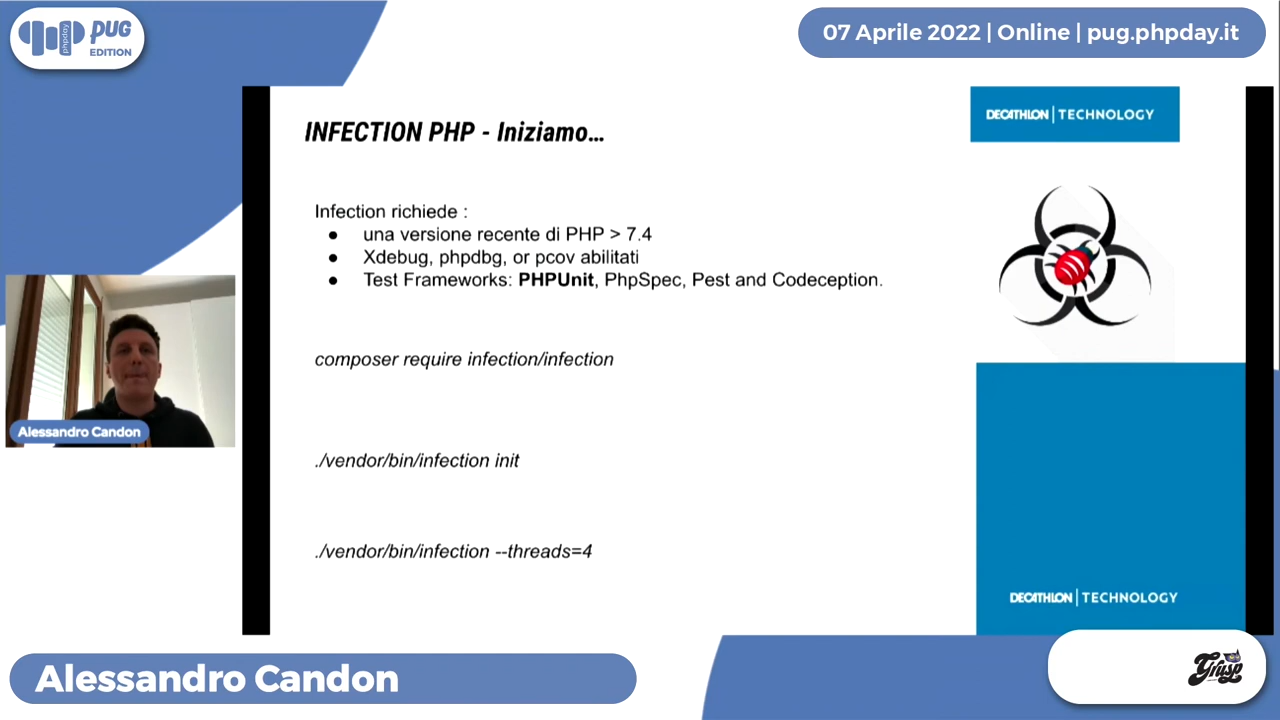 phpday
PUG
EDITION
07 Aprile 2022 | Online | pug.phpday.it
INFECTION PHP - Iniziamo...
DECATHLON | TECHNOLOGY
Infection richiede :
● una versione recente di PHP > 7.4
● Xdebug, phpdbg, or pcov abilitati
● Test Frameworks: PHPUnit, PhpSpec, Pest and Codeception.
composer require infection/infection
Alessandro Candon
./vendor/bin/infection init
./vendor/bin/infection --threads=4
DECATHLON | TECHNOLOGY
Alessandro Candon
Grusp